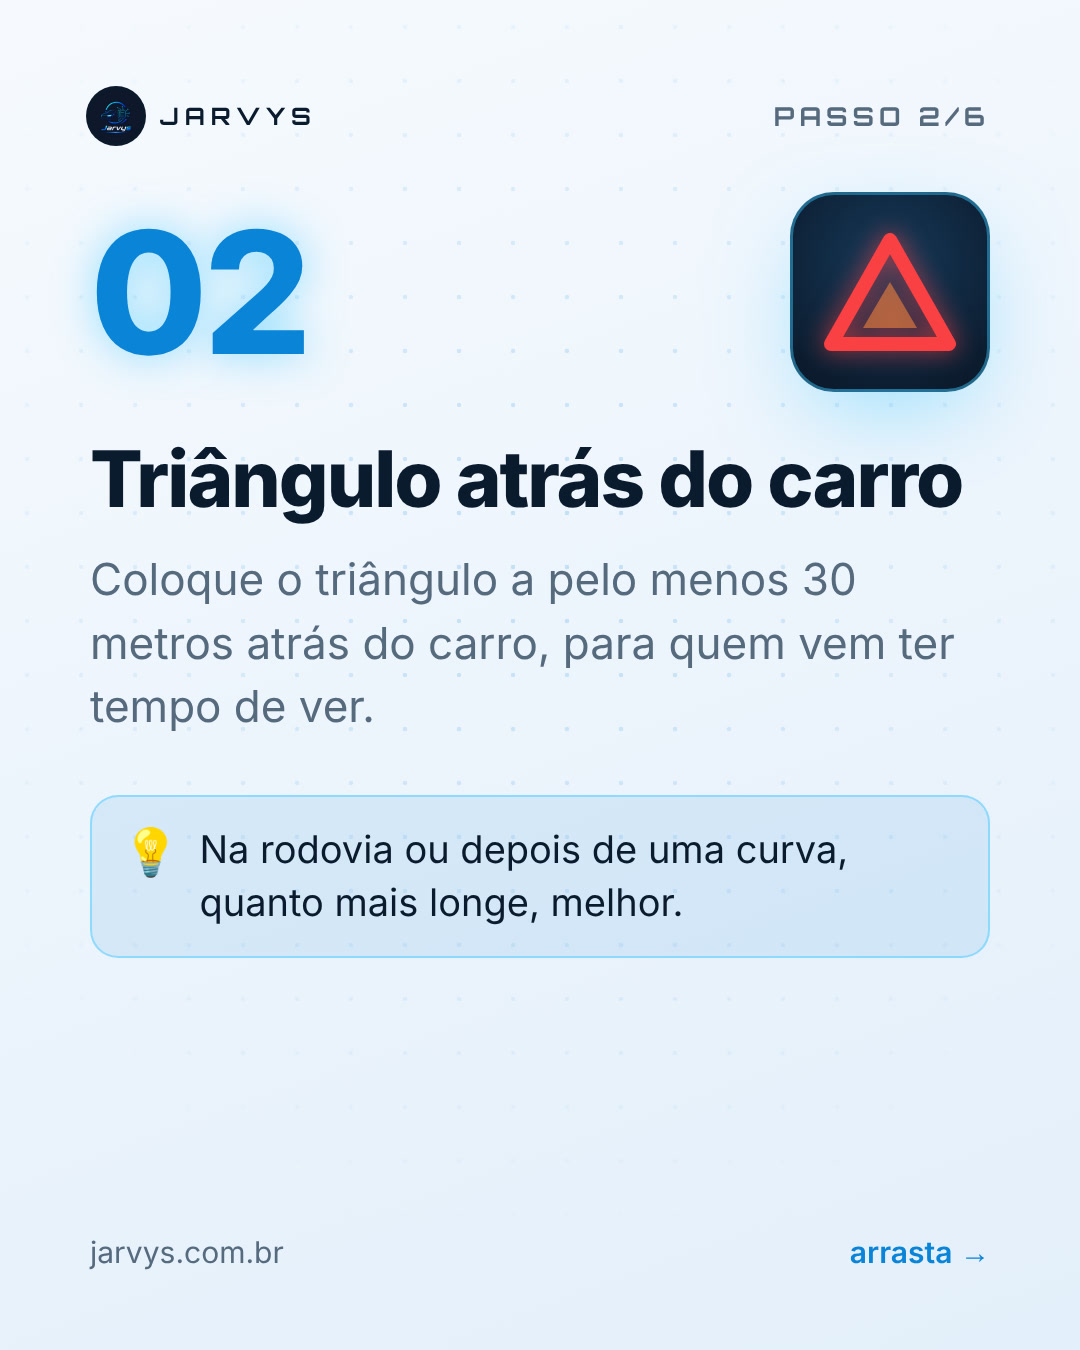 Jarvys
JARVYS
PASSO 2/6
02
Triângulo atrás do carro
Coloque o triângulo a pelo menos 30
metros atrás do carro, para quem vem ter
tempo de ver.
💡 Na rodovia ou depois de uma curva,
quanto mais longe, melhor.
jarvys.com.br
arrasta →